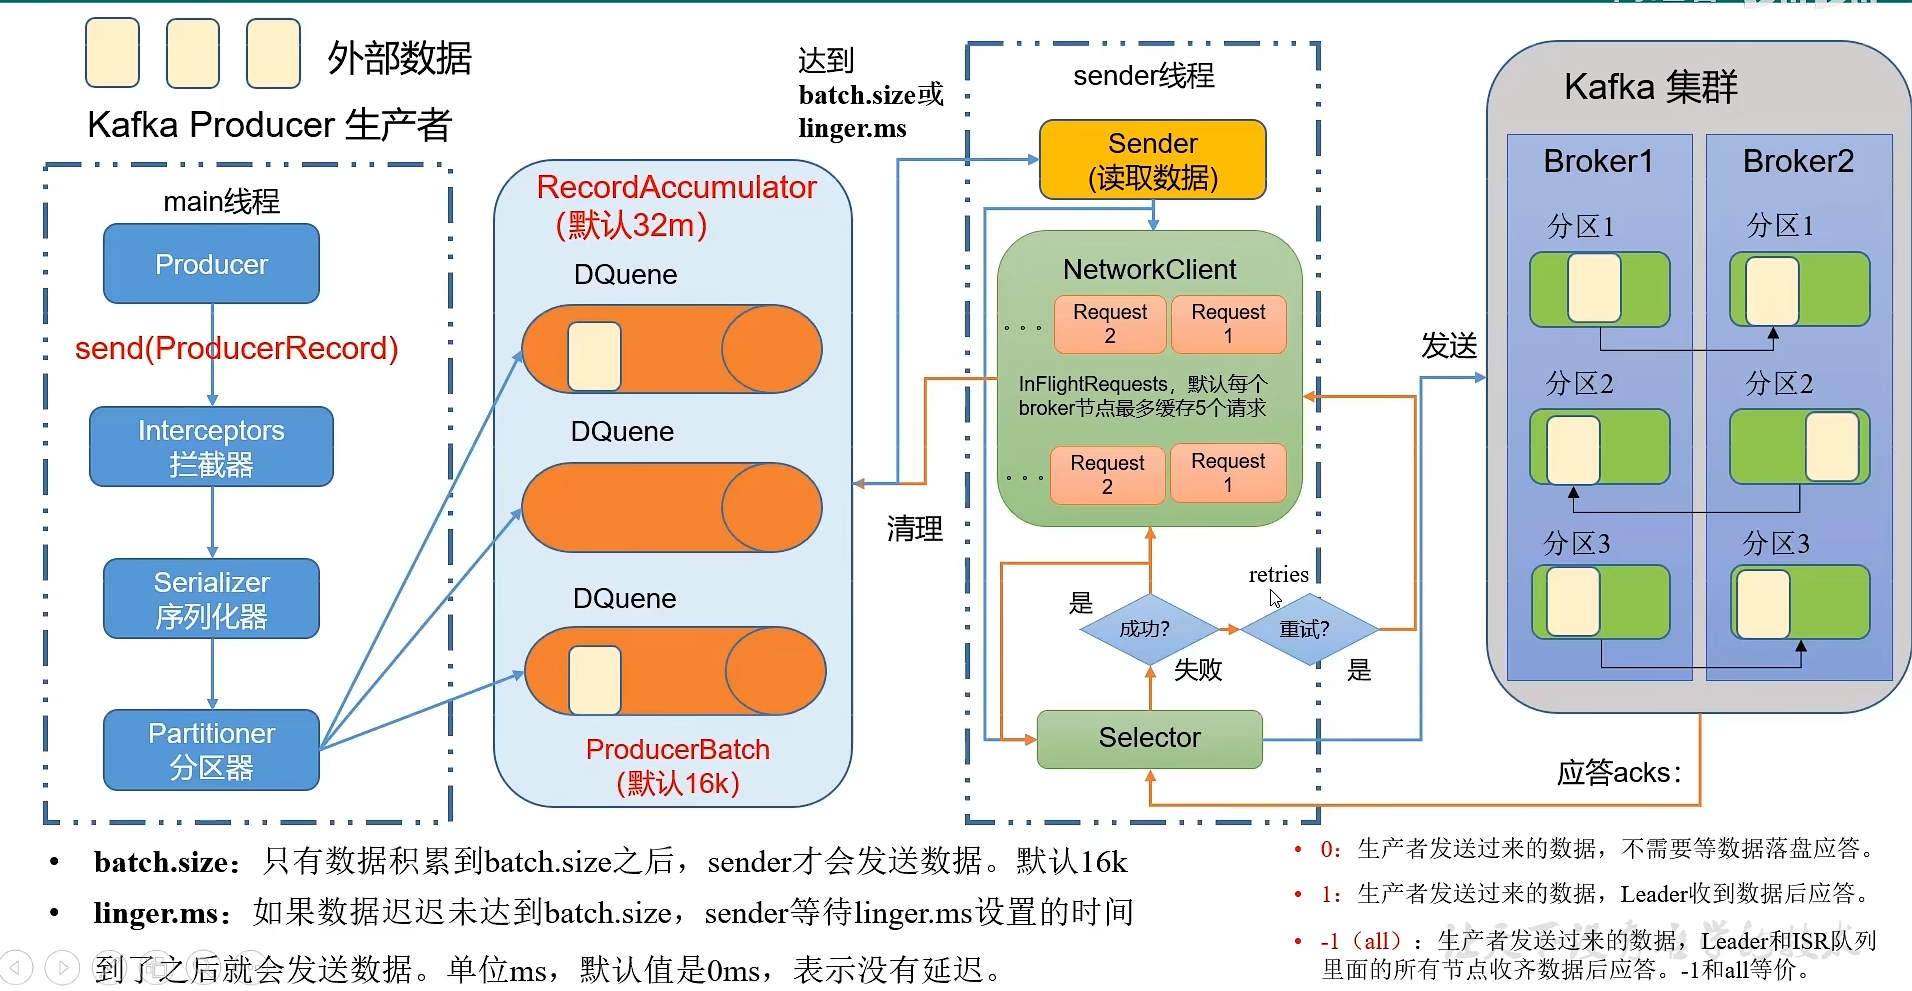 外部数据
Kafka Producer 生产者
main线程
Producer
send(ProducerRecord)
Interceptors
拦截器
Serializer
序列化器
Partitioner
分区器
RecordAccumulator
(默认32m)
DQuene
DQuene
DQuene
ProducerBatch
(默认16k)
达到
batch.size或
linger.ms
清理
sender线程
Sender
(读取数据)
NetworkClient
。。。
Request
2
Request
1
InFlightRequests，默认每个
broker节点最多缓存5个请求
。。。
Request
2
Request
1
retries
是
成功?
失败
重试?
是
Selector
发送
Kafka 集群
Broker1
分区1
分区2
分区3
Broker2
分区1
分区2
分区3
应答acks：
• batch.size：只有数据积累到batch.size之后，sender才会发送数据。默认16k
• linger.ms：如果数据迟迟未达到batch.size，sender等待linger.ms设置的时间
到了之后就会发送数据。单位ms，默认值是0ms，表示没有延迟。
• 0：生产者发送过来的数据，不需要等数据落盘应答。
• 1：生产者发送过来的数据，Leader收到数据后应答。
• -1（all）：生产者发送过来的数据，Leader和ISR队列
里面的所有节点收齐数据后应答。-1和all等价。
让天下没有难学的技术